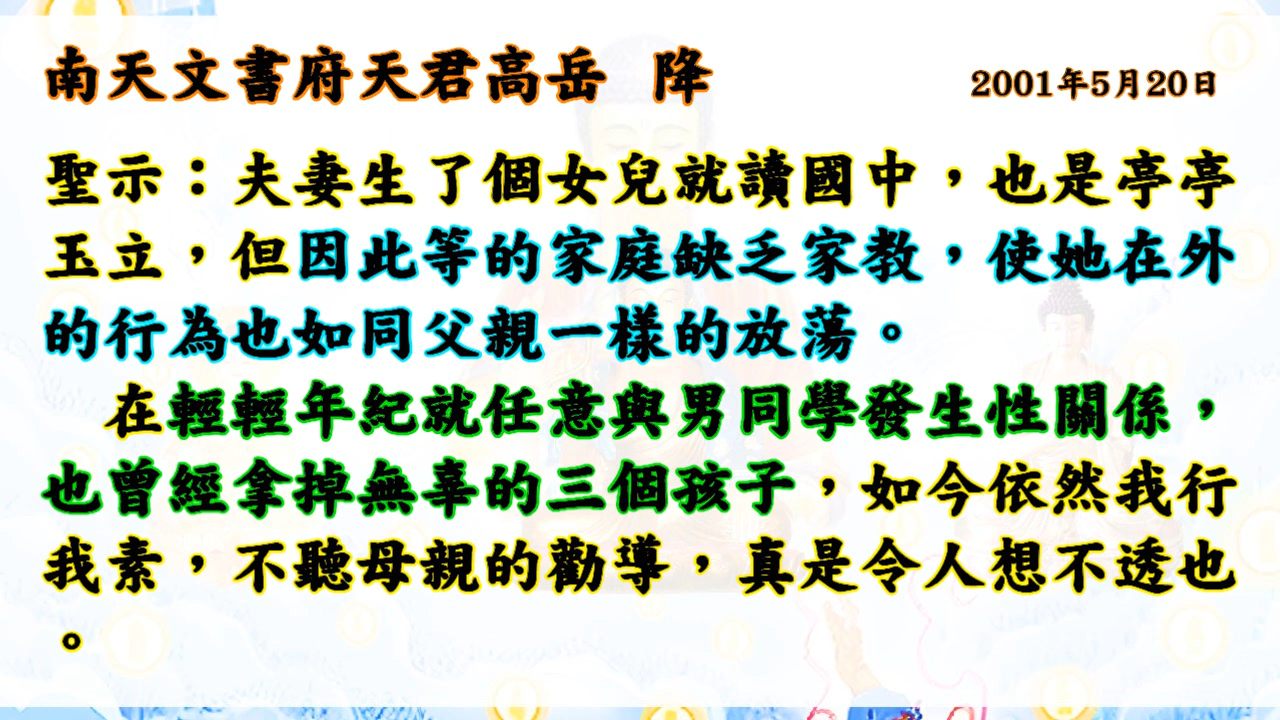 南天文書府天君高岳　降
2001年5月20日
聖示：夫妻生了個女兒就讀國中，也是亭亭
玉立，但因此等的家庭缺乏家教，使她在外
的行為也如同父親一樣的放蕩。
在輕輕年紀就任意與男同學發生性關係，
也曾經拿掉無辜的三個孩子，如今依然我行
我素，不聽母親的勸導，真是令人想不透也
。